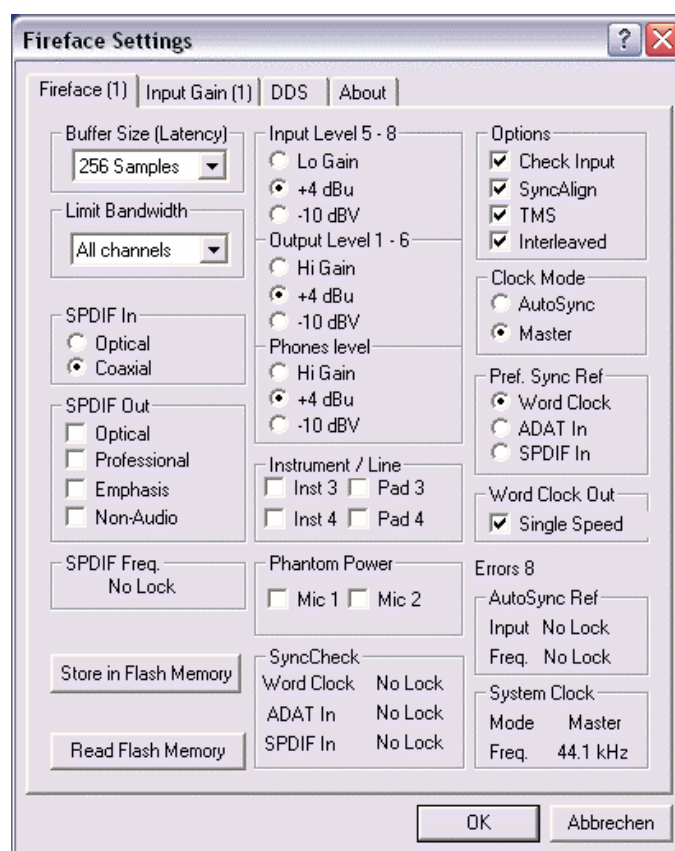 Fireface Settings
?
Fireface (1)
Input Gain (1)
DDS
About
Buffer Size (Latency)
256 Samples
Limit Bandwidth
All channels
SPDIF In
Optical
Coaxial
SPDIF Out
Optical
Professional
Emphasis
Non-Audio
SPDIF Freq.
No Lock
Store in Flash Memory
Read Flash Memory
Input Level 5 - 8
Lo Gain
+4 dBu
-10 dBV
Output Level 1 - 6
Hi Gain
+4 dBu
-10 dBV
Phones level
Hi Gain
+4 dBu
-10 dBV
Instrument / Line
Inst 3 Pad 3
Inst 4 Pad 4
Phantom Power
Mic 1 Mic 2
SyncCheck
Word Clock No Lock
ADAT In No Lock
SPDIF In No Lock
Options
Check Input
SyncAlign
TMS
Interleaved
Clock Mode
AutoSync
Master
Pref. Sync Ref
Word Clock
ADAT In
SPDIF In
Word Clock Out
Single Speed
Errors 8
AutoSync Ref
Input No Lock
Freq. No Lock
System Clock
Mode Master
Freq. 44.1 kHz
OK
Abbrechen